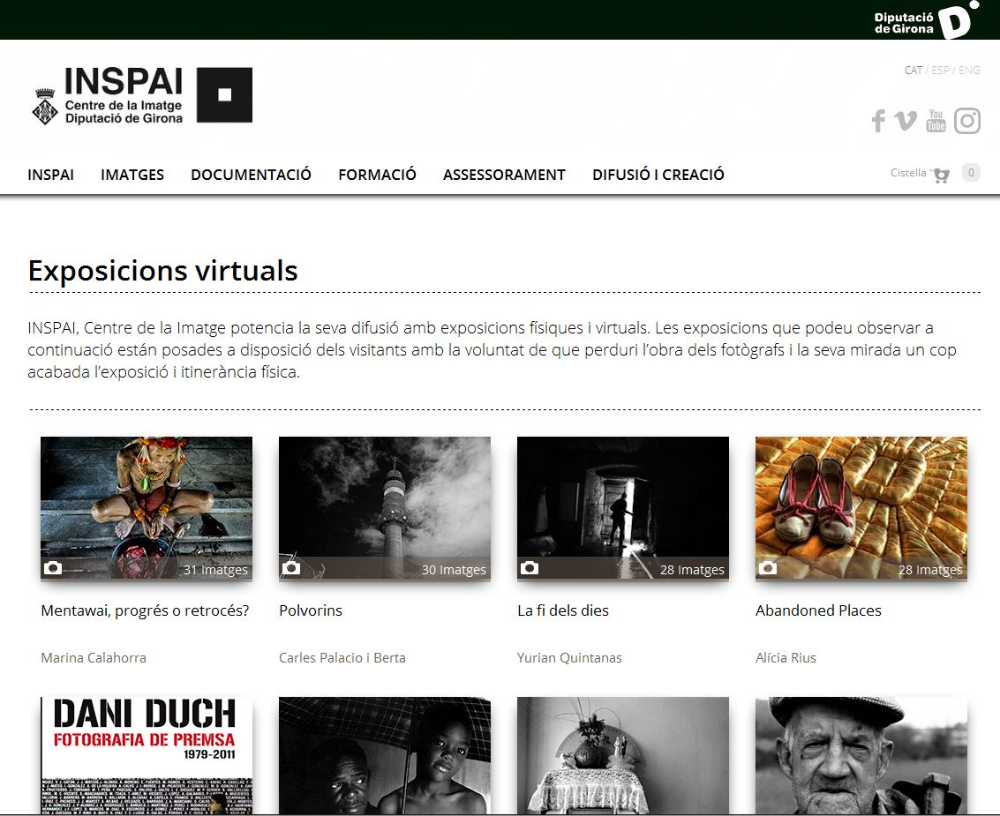 Diputació
de Girona
INSPAI
Centre de la Imatge
Diputació de Girona
CAT / ESP / ENG
You
Tube
INSPAI
IMATGES
DOCUMENTACIÓ
FORMACIÓ
ASSESSORAMENT
DIFUSIÓ I CREACIÓ
Cistella
0
Exposicions virtuals
INSPAI, Centre de la Imatge potencia la seva difusió amb exposicions físiques i virtuals. Les exposicions que podeu observar a
continuació están posades a disposició dels visitants amb la voluntat de que perduri l’obra dels fotògrafs i la seva mirada un cop
acabada l’exposició i itinerància física.
31 Imatges
30 Imatges
28 Imatges
28 Imatges
Mentawai, progrés o retrocés?
Polvorins
La fi dels dies
Abandoned Places
Marina Calahorra
Carles Palacio i Berta
Yurian Quintanas
Alícia Rius
DANI DUCH
FOTOGRAFIA DE PREMSA
1979-2011